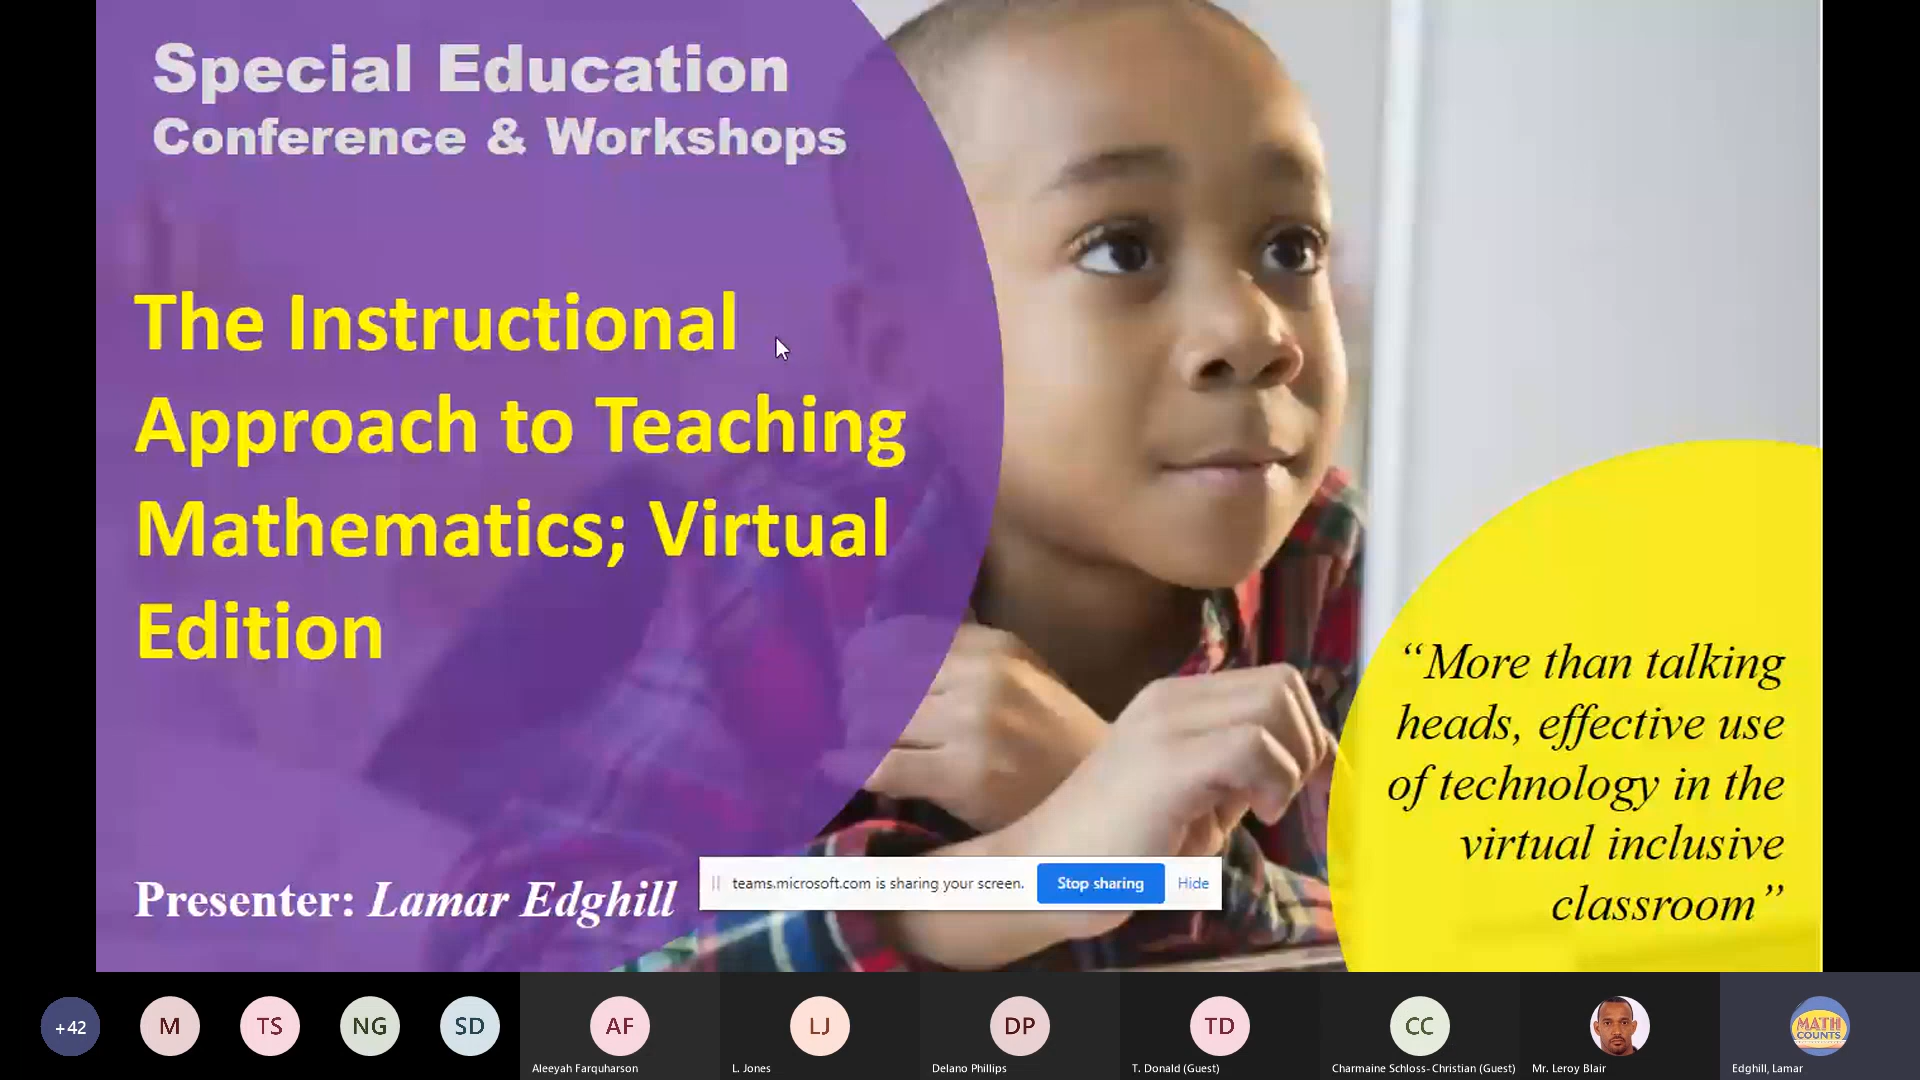 Special Education
Conference & Workshops
The Instructional
Approach to Teaching
Mathematics; Virtual
Edition
“More than talking
heads, effective use
of technology in the
virtual inclusive
classroom”
Presenter: Lamar Edghill
teams.microsoft.com is sharing your screen.
Stop sharing
Hide
+42
M
TS
NG
SD
AF
LJ
DP
TD
CC
MATH
COUNTS
Aleeyah Farquharson
L. Jones
Delano Phillips
T. Donald (Guest)
Charmaine Schloss-Christian (Guest)
Mr. Leroy Blair
Edghill, Lamar